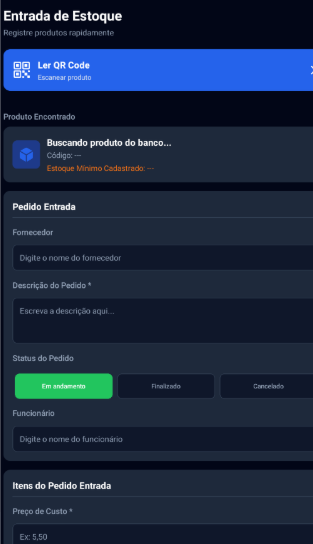 Entrada de Estoque
Registre produtos rapidamente
Ler QR Code
Escanear produto
Produto Encontrado
Buscando produto do banco...
Código: ---
Estoque Mínimo Cadastrado: ---
Pedido Entrada
Fornecedor
Digite o nome do fornecedor
Descrição do Pedido *
Escreva a descrição aqui...
Status do Pedido
Em andamento
Finalizado
Cancelado
Funcionário
Digite o nome do funcionário
Itens do Pedido Entrada
Preço de Custo *
Ex: 5,50